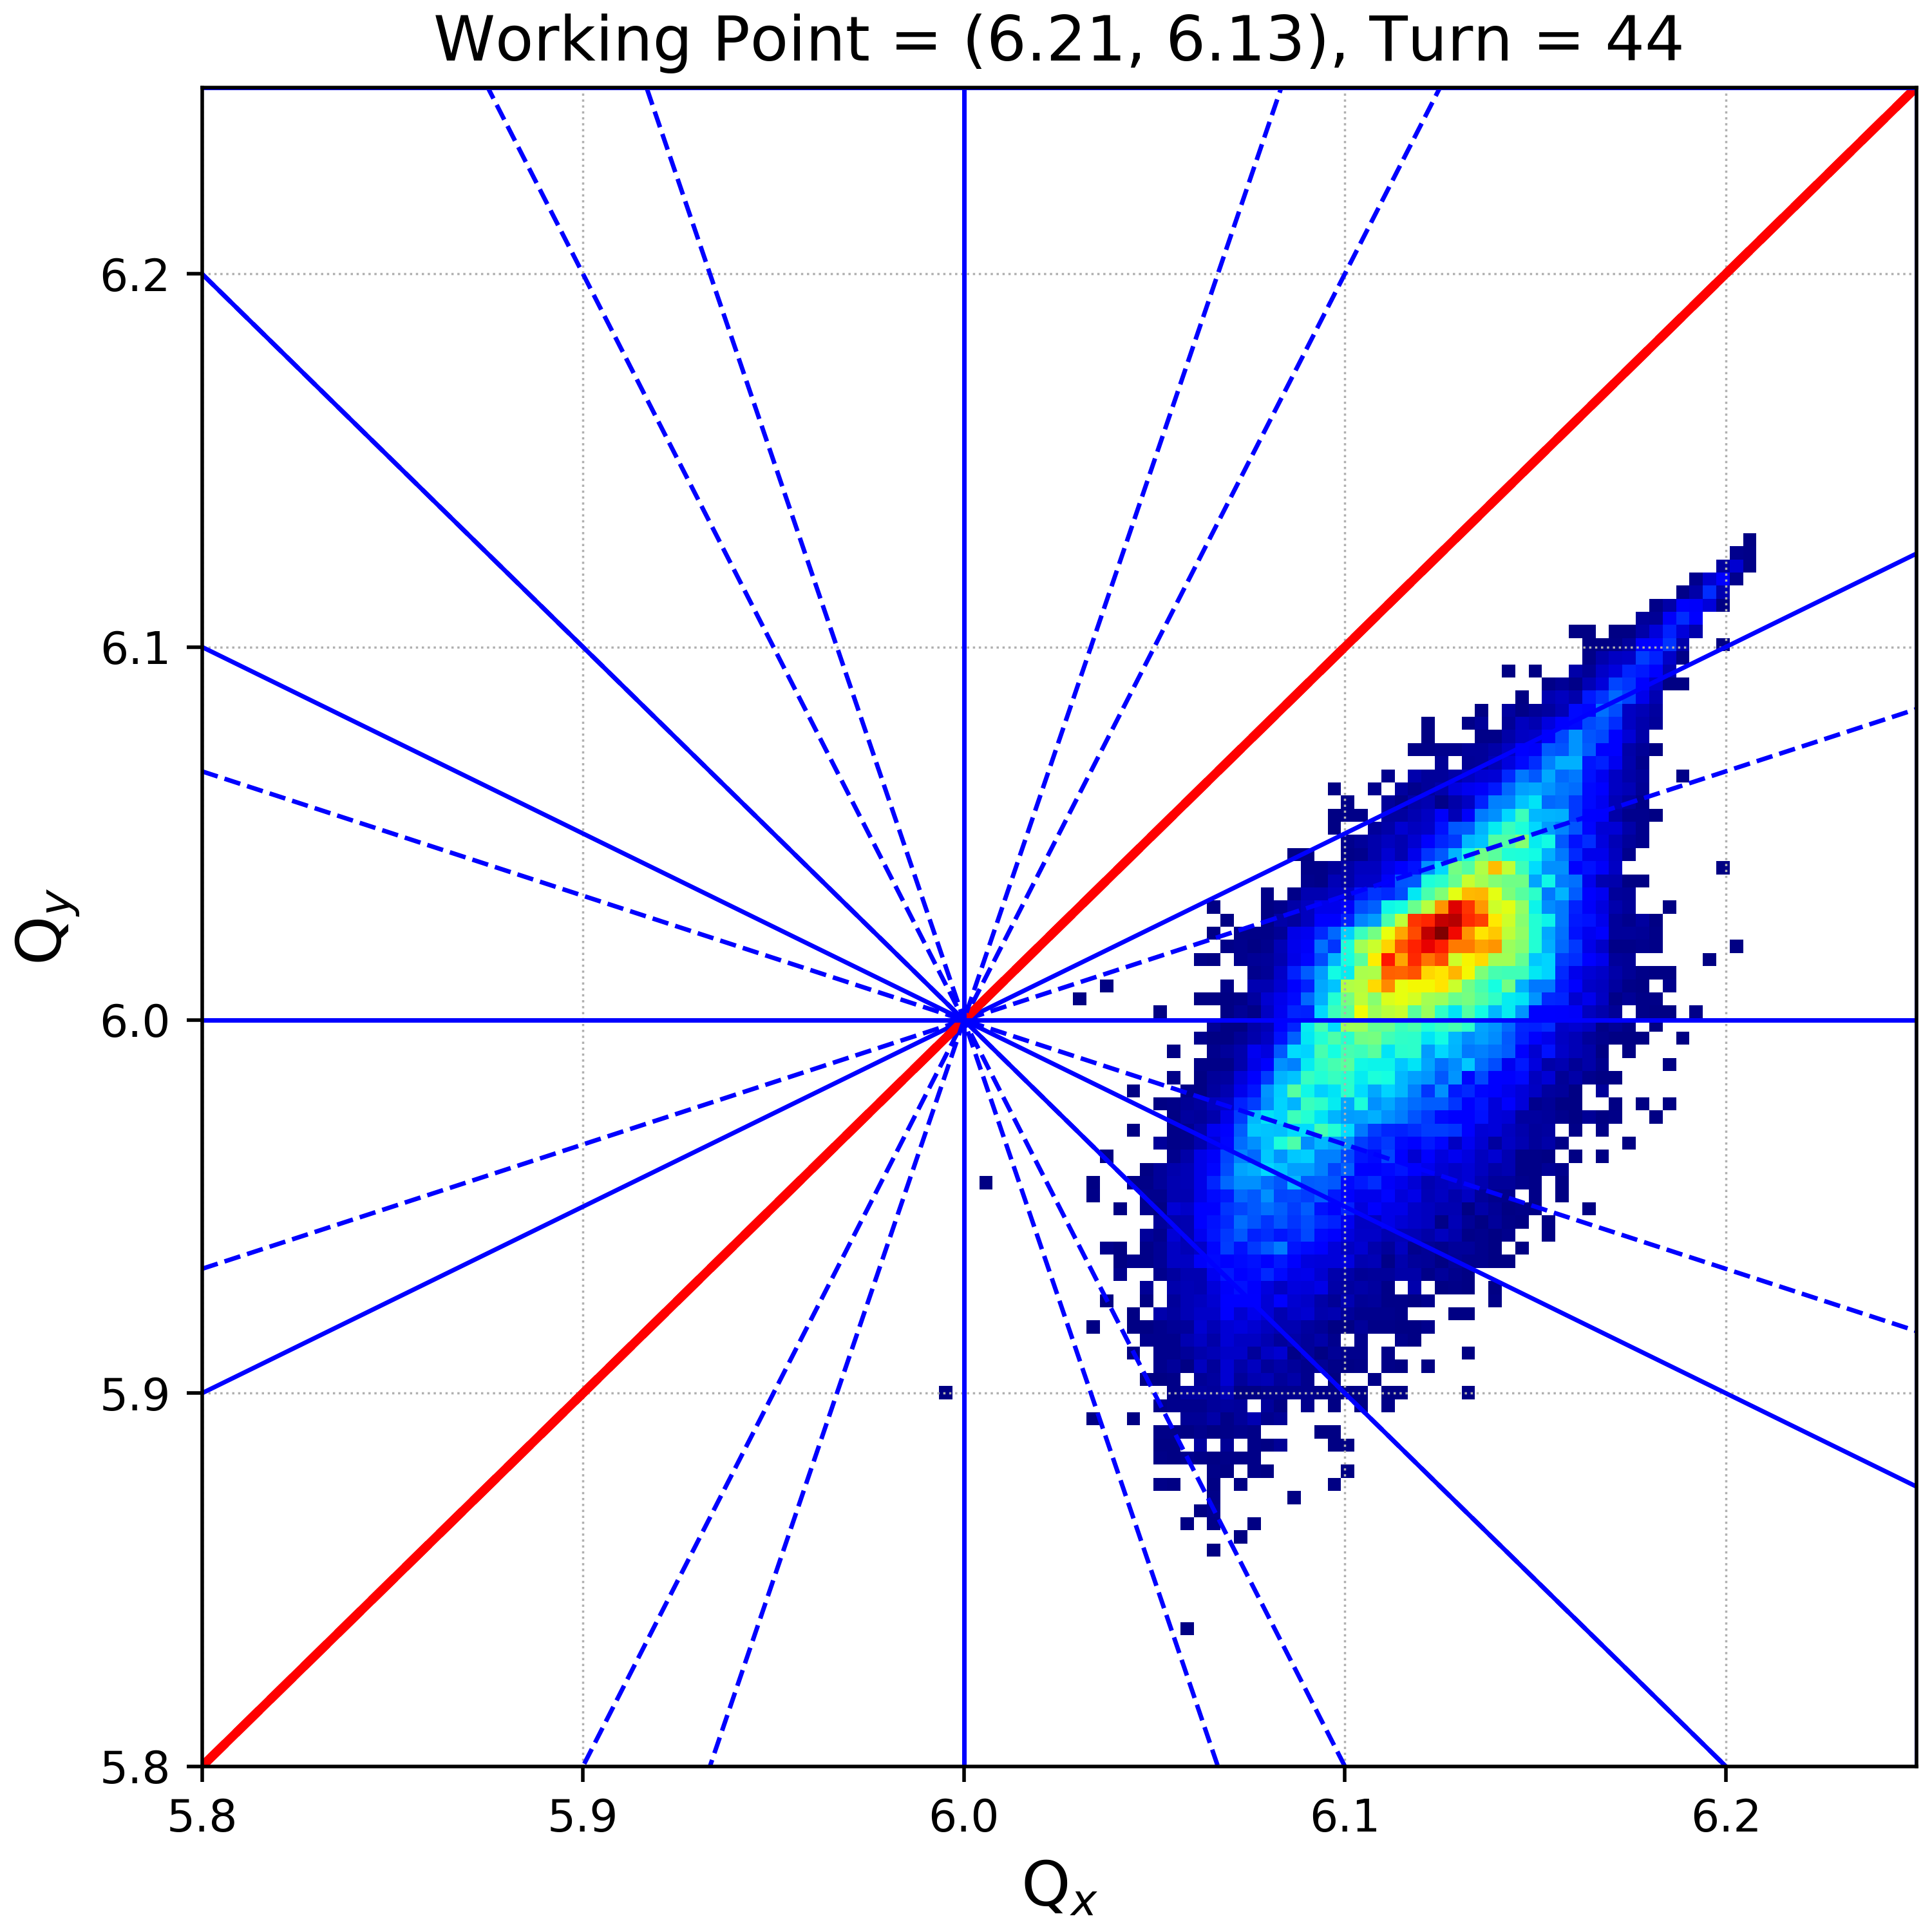 Working Point = (6.21, 6.13), Turn = 44
6.2
6.1
6.0
5.9
5.8
Qy
5.8 5.9 6.0 6.1 6.2
Qx